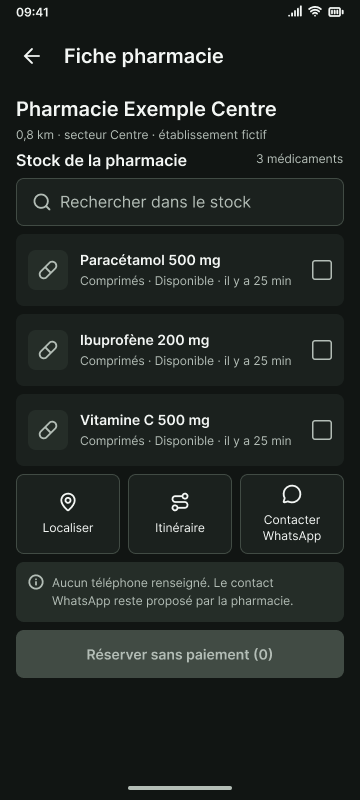 09:41
Fiche pharmacie
Pharmacie Exemple Centre
0,8 km · secteur Centre · établissement fictif
Stock de la pharmacie
3 médicaments
Rechercher dans le stock
Paracétamol 500 mg
Comprimés · Disponible · il y a 25 min
Ibuprofène 200 mg
Comprimés · Disponible · il y a 25 min
Vitamine C 500 mg
Comprimés · Disponible · il y a 25 min
Localiser
Itinéraire
Contacter
WhatsApp
Aucun téléphone renseigné. Le contact
WhatsApp reste proposé par la pharmacie.
Réserver sans paiement (0)